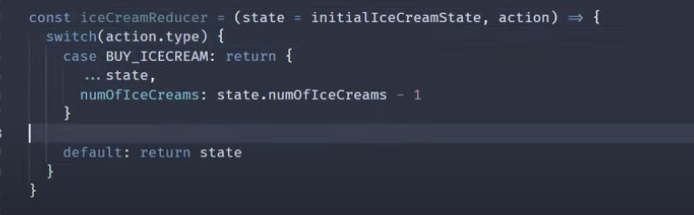 const iceCreamReducer = (state = initialIceCreamState, action) => {
  switch(action.type) {
    case BUY_ICECREAM: return {
      ...state,
      numOfIceCreams: state.numOfIceCreams - 1
    }
    default: return state
  }
}